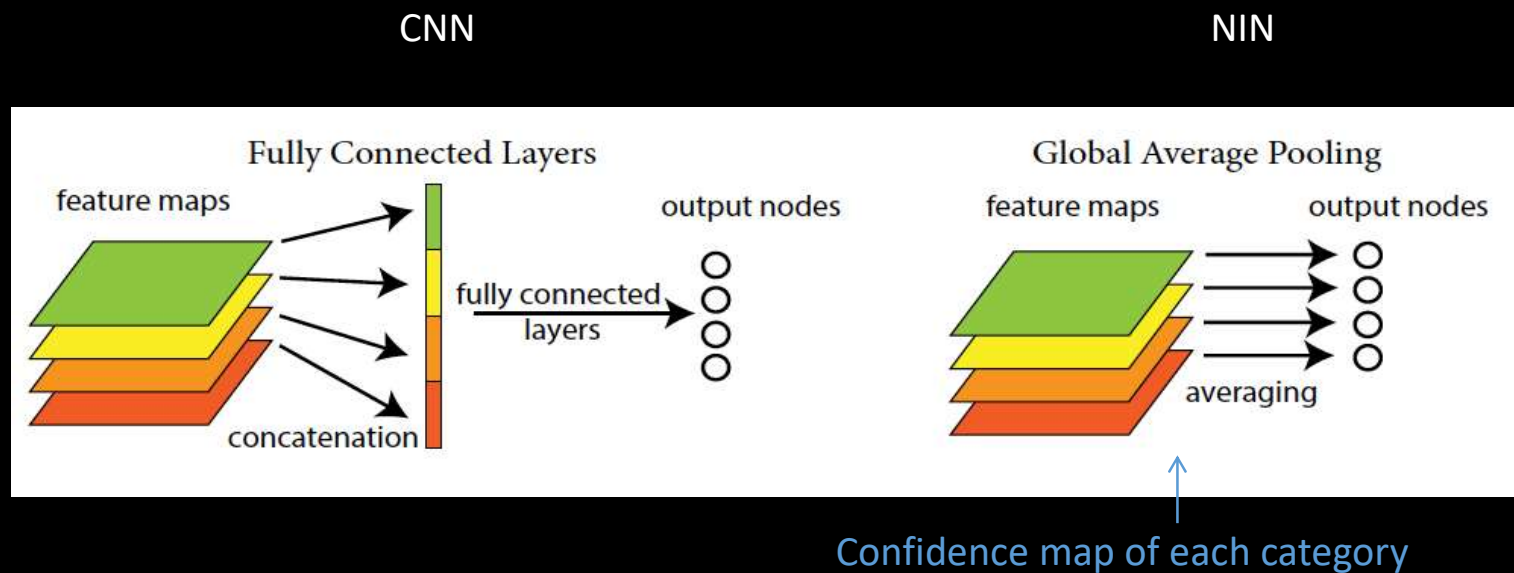 CNN
NIN
Fully Connected Layers
feature maps
output nodes
fully connected
layers
concatenation
Global Average Pooling
feature maps
output nodes
averaging
Confidence map of each category